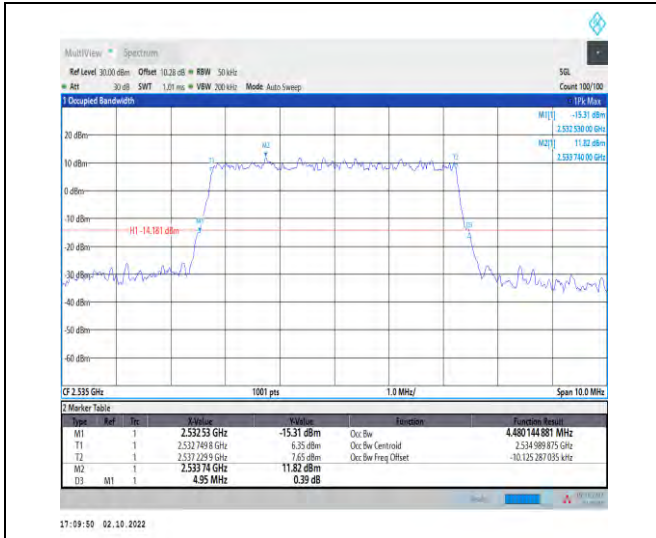 MultiView Spectrum
Ref Level 30.00 dBm Offset 10.28 dB RBW 50 kHz SGL
Att 30 dB SWT 1.01 ms VBW 200 kHz Mode Auto Sweep Count 100/100
1 Occupied Bandwidth 1Pk Max
M1[1] -15.31 dBm
2.532 530 00 GHz
M2[1] 11.82 dBm
2.533 740 00 GHz
20 dBm
M2
T1 T2
10 dBm
0 dBm
-10 dBm
M1 D3
H1 -14.181 dBm
-20 dBm
-30 dBm
-40 dBm
-50 dBm
-60 dBm
CF 2.535 GHz 1001 pts 1.0 MHz/ Span 10.0 MHz
2 Marker Table
Type Ref Trc X-Value Y-Value Function Function Result
M1 1 2.53253 GHz -15.31 dBm Occ Bw 4.480 144 881 MHz
T1 1 2.532 749 8 GHz 6.35 dBm Occ Bw Centroid 2.534 989 875 GHz
T2 1 2.537 229 9 GHz 7.65 dBm Occ Bw Freq Offset -10.125 287 035 kHz
M2 1 2.53374 GHz 11.82 dBm
D3 M1 1 4.95 MHz 0.39 dB
17:09:50 02.10.2022